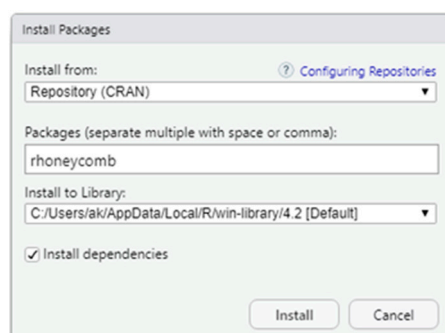 Install Packages
Install from:
? Configuring Repositories
Repository (CRAN)
Packages (separate multiple with space or comma):
rhoneycomb
Install to Library:
C:/Users/ak/AppData/Local/R/win-library/4.2 [Default]
Install dependencies
Install
Cancel